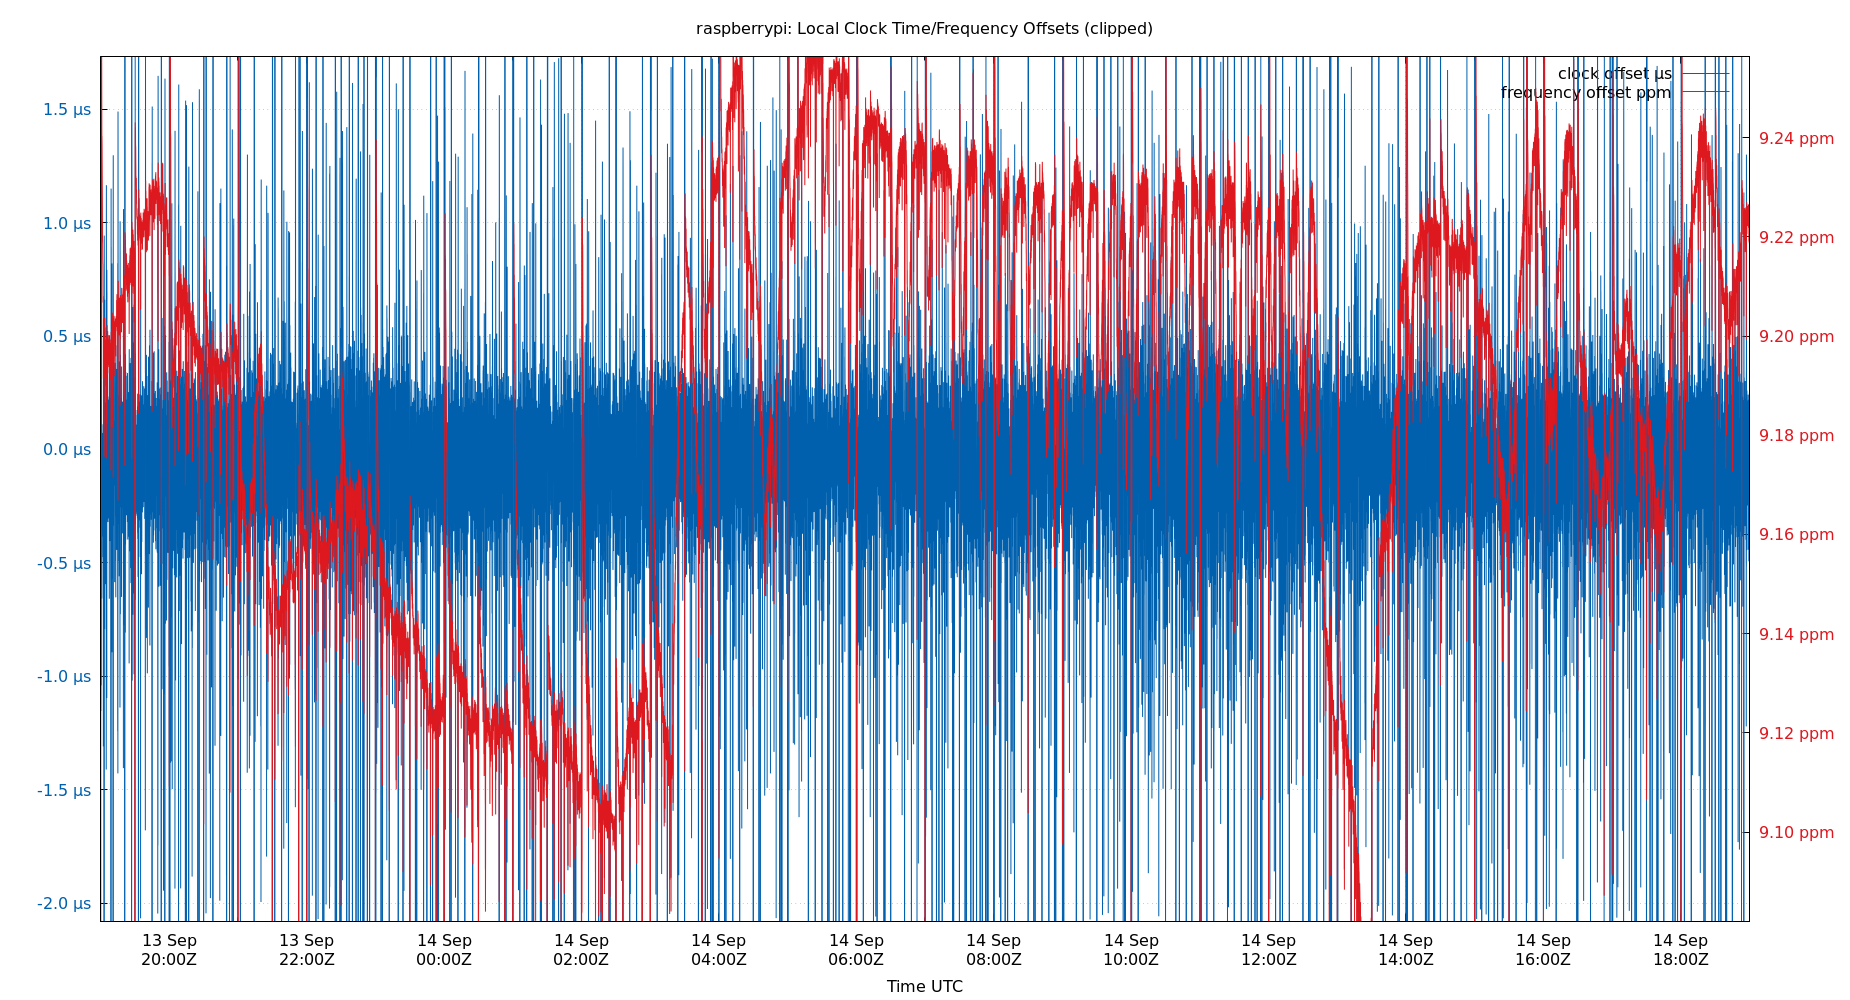 raspberrypi: Local Clock Time/Frequency Offsets (clipped)
clock offset µs
frequency offset ppm
1.5 µs
1.0 µs
0.5 µs
0.0 µs
-0.5 µs
-1.0 µs
-1.5 µs
-2.0 µs
9.24 ppm
9.22 ppm
9.20 ppm
9.18 ppm
9.16 ppm
9.14 ppm
9.12 ppm
9.10 ppm
13 Sep 13 Sep 14 Sep 14 Sep 14 Sep 14 Sep 14 Sep 14 Sep 14 Sep 14 Sep 14 Sep 14 Sep
20:00Z 22:00Z 00:00Z 02:00Z 04:00Z 06:00Z 08:00Z 10:00Z 12:00Z 14:00Z 16:00Z 18:00Z
Time UTC